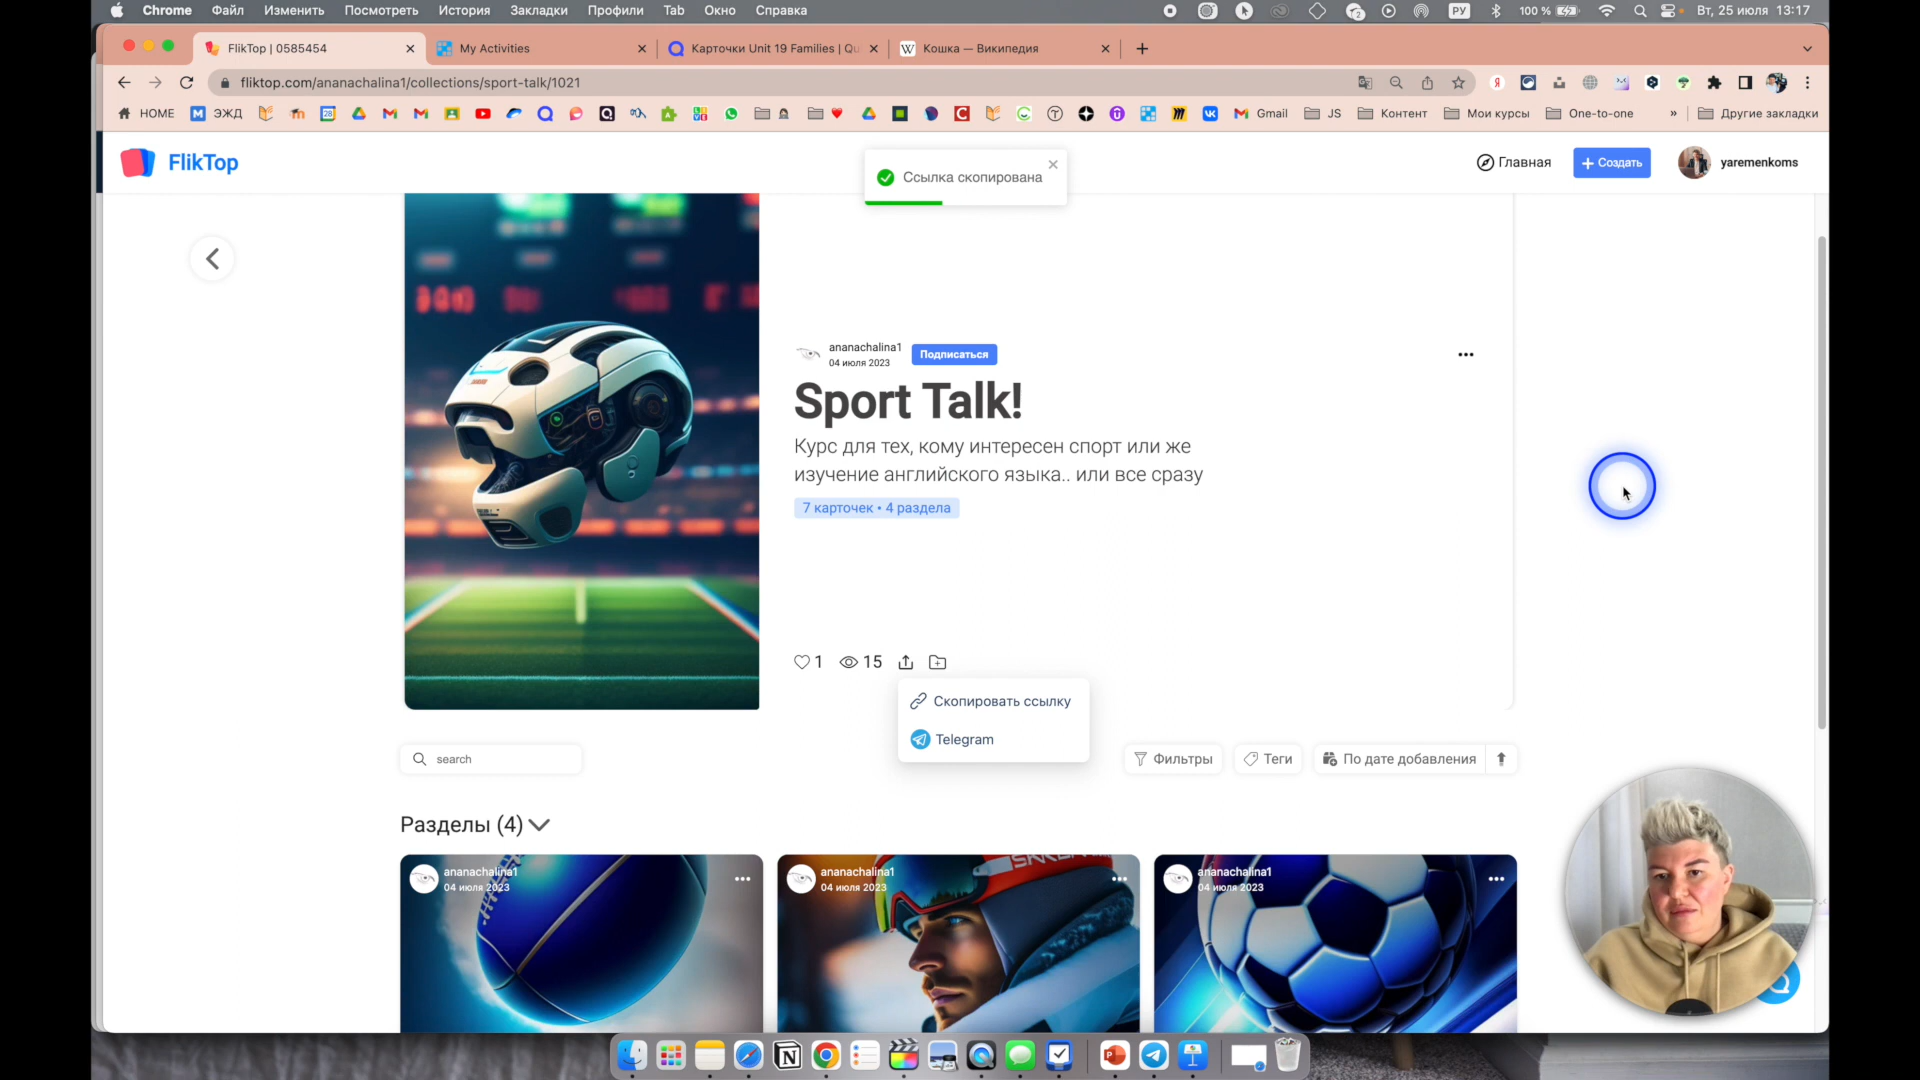 Chrome Файл Изменить Посмотреть История Закладки Профили Tab Окно Справка
РУ 100 % Вт, 25 июля 13:17
FlikTop | 0585454
My Activities
Карточки Unit 19 Families | Qu
Кошка — Википедия
fliktop.com/ananachalina1/collections/sport-talk/1021
HOME ЭЖД Gmail JS Контент Мои курсы One-to-one » Другие закладки
FlikTop
Ссылка скопирована
Главная
+ Создать
yaremenkoms
ananachalina1
04 июля 2023
Подписаться
Sport Talk!
Курс для тех, кому интересен спорт или же
изучение английского языка.. или все сразу
7 карточек • 4 раздела
1 15
Скопировать ссылку
Telegram
search
Фильтры
Теги
По дате добавления
Разделы (4)
ananachalina1
04 июля 2023
ananachalina1
04 июля 2023
ananachalina1
04 июля 2023